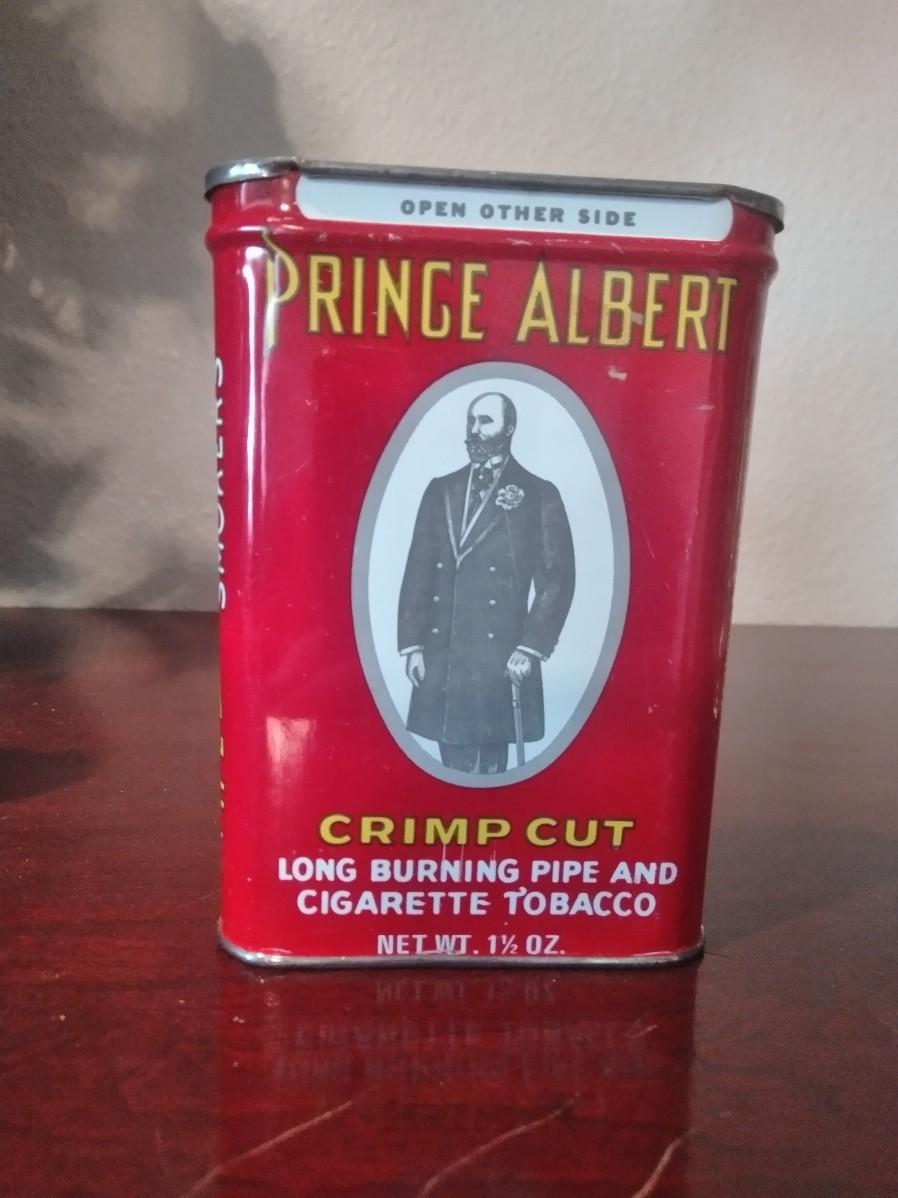 OPEN OTHER SIDE
PRINCE ALBERT
CRIMP CUT
LONG BURNING PIPE AND
CIGARETTE TOBACCO
NET WT. 1½ OZ.
SMOKERS